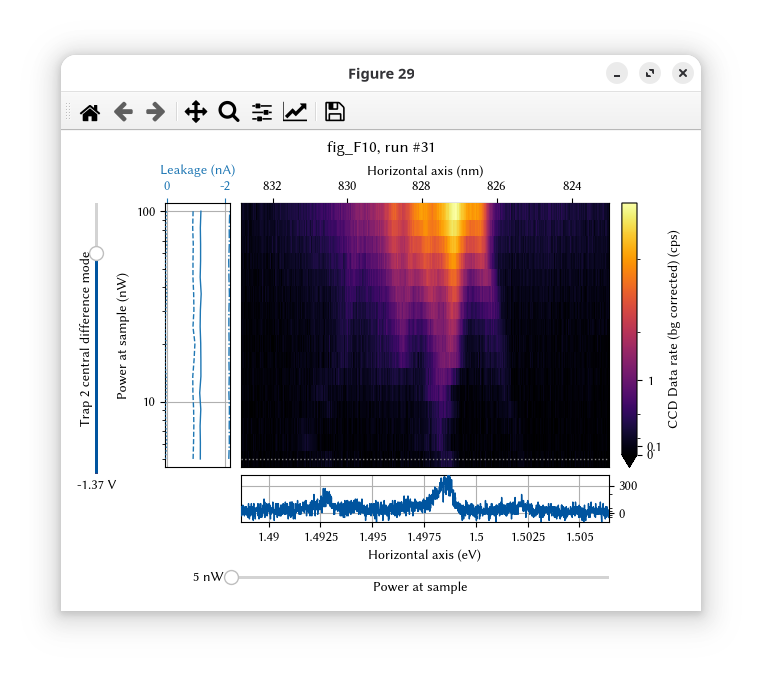 Figure 29
fig_F10, run #31
Leakage (nA)
0 -2
Horizontal axis (nm)
832 830 828 826 824
Trap 2 central difference mode
-1.37 V
Power at sample (nW)
100
10
CCD Data rate (bg corrected) (cps)
1
0.1
0
300
0
1.49 1.4925 1.495 1.4975 1.5 1.5025 1.505
Horizontal axis (eV)
5 nW
Power at sample